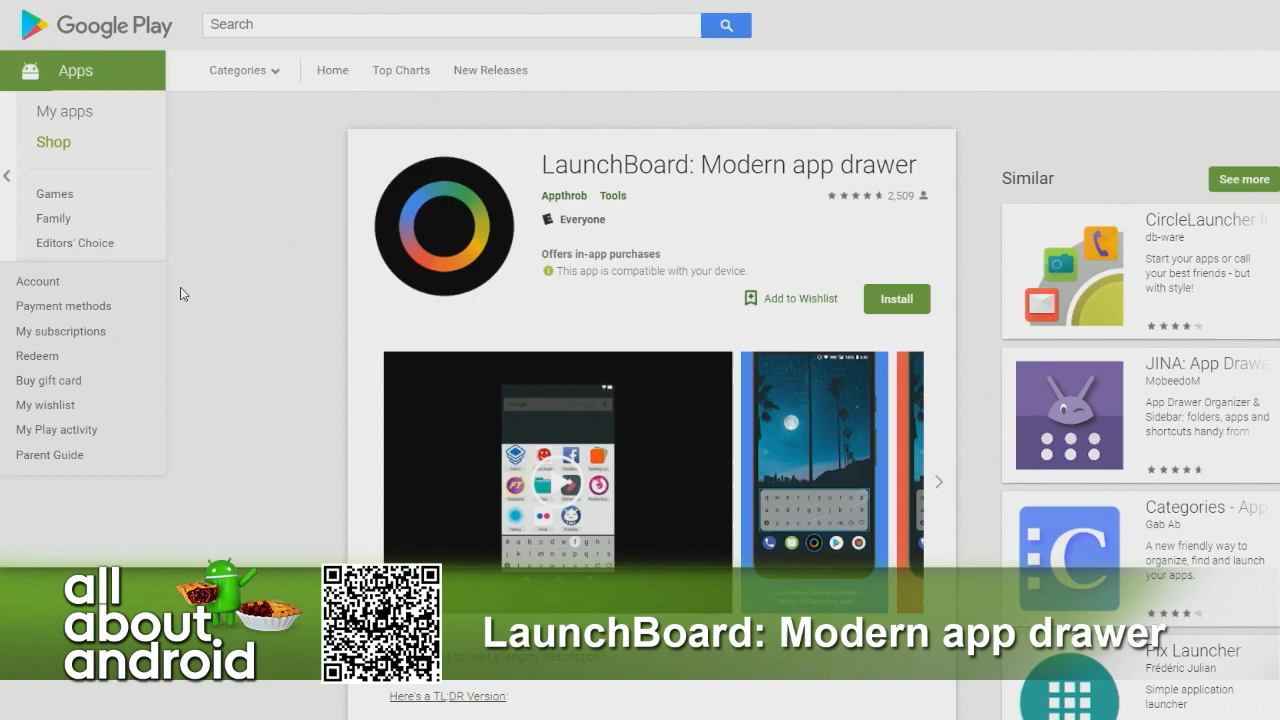 Google Play
Search
Apps
Categories
Home
Top Charts
New Releases
My apps
Shop
Games
Family
Editors' Choice
Account
Payment methods
My subscriptions
Redeem
Buy gift card
My wishlist
My Play activity
Parent Guide
LaunchBoard: Modern app drawer
Appthrob Tools
2,509
Everyone
Offers in-app purchases
This app is compatible with your device.
Add to Wishlist
Install
Similar
See more
CircleLauncher
db-ware
Start your apps or call
your best friends - but
with style!
JINA: App Drawe
MobeedoM
App Drawer Organizer &
Sidebar: folders, apps and
shortcuts handy from
Categories - App
Gab Ab
A new friendly way to
organize, find and launch
your apps.
Pix Launcher
Frédéric Julian
Simple application
launcher
all
about
android
LaunchBoard: Modern app drawer
to read a lengthy description?
Here's a TL;DR Version: